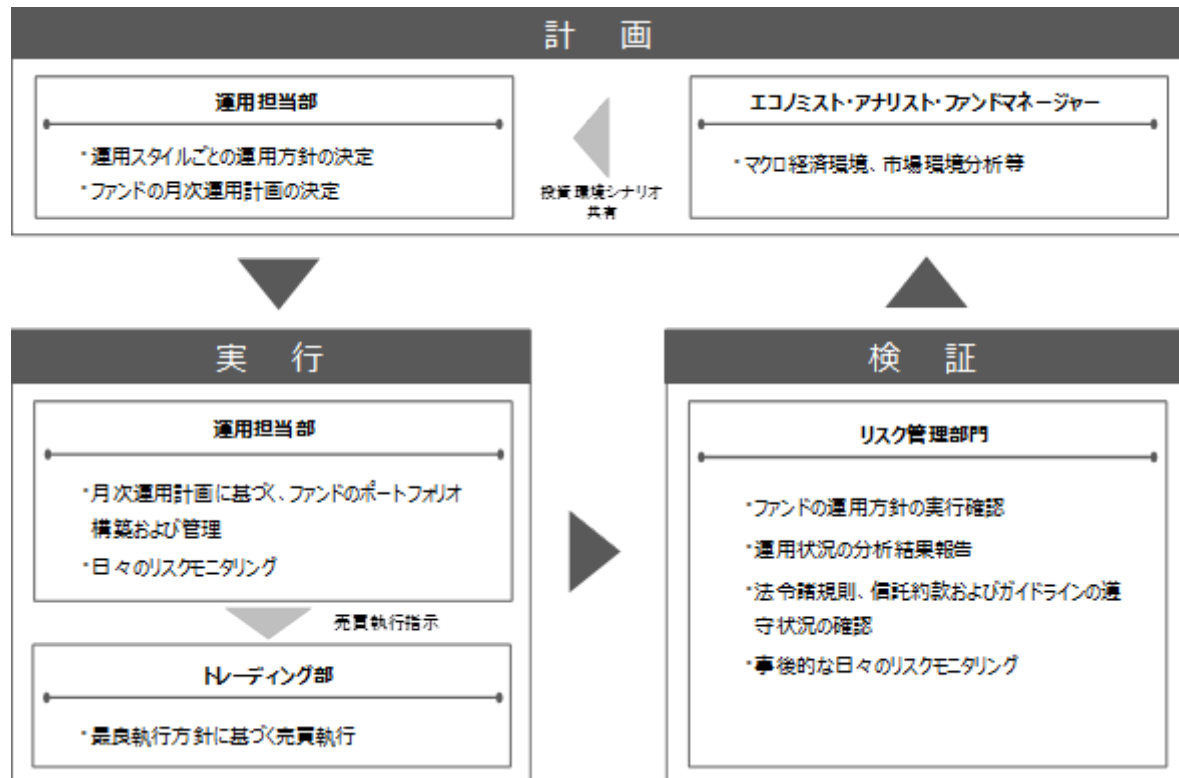 計 画
運用担当部
・運用スタイルごとの運用方針の決定
・ファンドの月次運用計画の決定
投資環境シナリオ
共有
エコノミスト・アナリスト・ファンドマネージャー
・マクロ経済環境、市場環境分析等
実 行
運用担当部
・月次運用計画に基づく、ファンドのポートフォリオ
構築および管理
・日々のリスクモニタリング
売買執行指示
トレーディング部
・最良執行方針に基づく売買執行
検 証
リスク管理部門
・ファンドの運用方針の実行確認
・運用状況の分析結果報告
・法令諸規則、信託約款およびガイドラインの遵
守状況の確認
・事後的な日々のリスクモニタリング